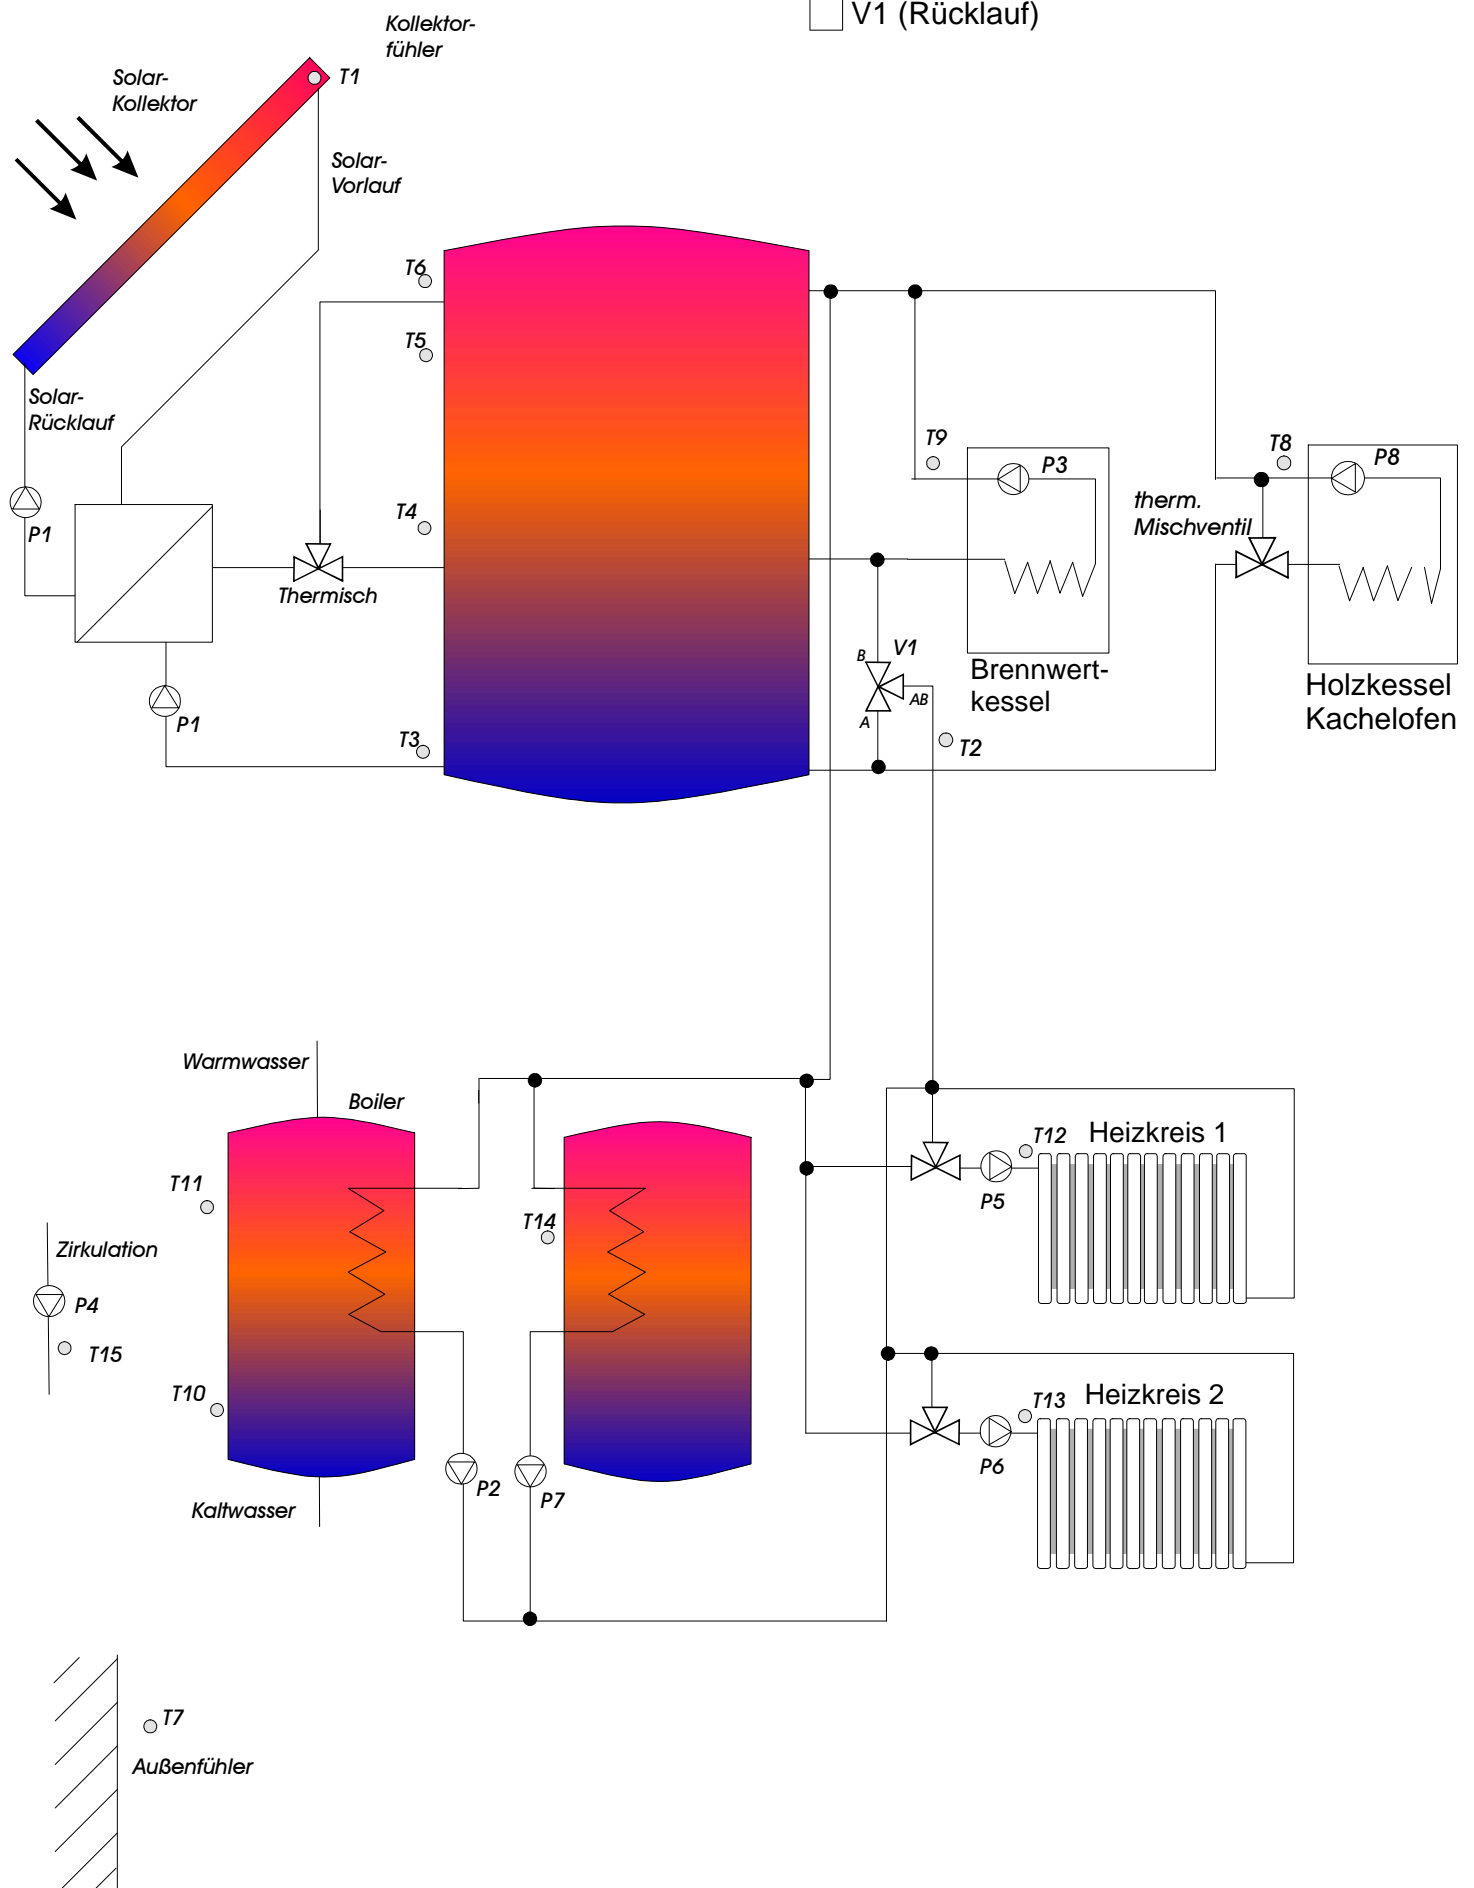 V1 (Rücklauf)
Kollektor-
fühler
T1
Solar-
Kollektor
Solar-
Vorlauf
T6
T5
Solar-
Rücklauf
T9
P3
T8
P8
therm.
Mischventil
T4
P1
Thermisch
B
V1
AB
A
Brennwert-
kessel
Holzkessel
Kachelofen
P1
T3
T2
Warmwasser
Boiler
T12
Heizkreis 1
T11
P5
T14
Zirkulation
P4
T15
T10
T13
Heizkreis 2
P6
P2
P7
Kaltwasser
T7
Außenfühler